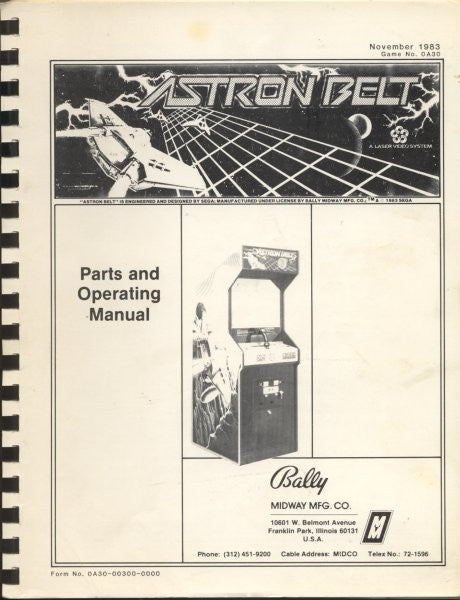 November 1983
Game No. 0A30
ASTRON BELT
A LASER VIDEO SYSTEM
"ASTRON BELT" IS ENGINEERED AND DESIGNED BY SEGA; MANUFACTURED UNDER LICENSE BY BALLY MIDWAY MFG. CO., TM & © 1983 SEGA
Parts and
Operating
Manual
ASTRON BELT
Bally
MIDWAY MFG. CO.
10601 W. Belmont Avenue
Franklin Park, Illinois 60131
U.S.A.
Phone: (312) 451-9200 Cable Address: MIDCO Telex No.: 72-1596
Form No. 0A30-00300-0000